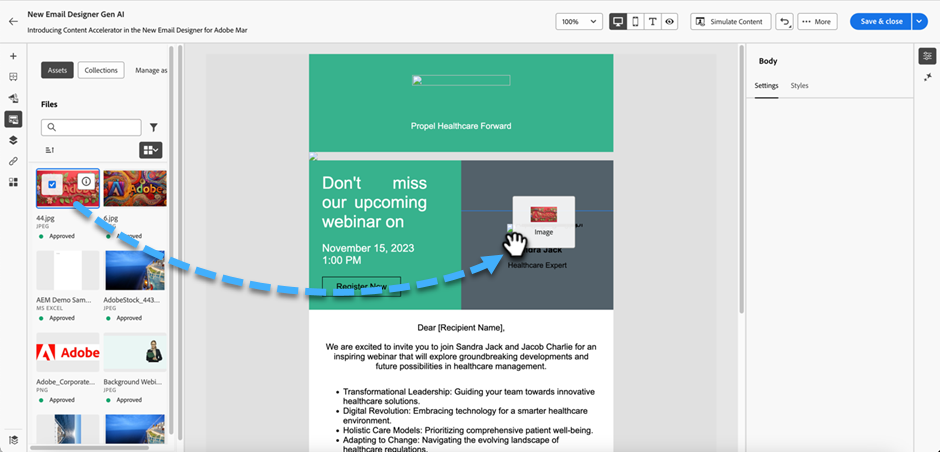 New Email Designer Gen AI
Introducing Content Accelerator in the New Email Designer for Adobe Mar
100%
Simulate Content
More
Save & close
Assets
Collections
Manage as
Files
44.jpg
JPEG
Approved
6.jpg
JPEG
Approved
AEM Demo Sam...
MS EXCEL
Approved
AdobeStock_443...
JPEG
Approved
Adobe
Adobe_Corporate...
PNG
Approved
Background Webi...
JPEG
Approved
Propel Healthcare Forward
Don't miss
our upcoming
webinar on
November 15, 2023
1:00 PM
Register Now
Image
Jack
Healthcare Expert
Dear [Recipient Name],
We are excited to invite you to join Sandra Jack and Jacob Charlie for an
inspiring webinar that will explore groundbreaking developments and
future possibilities in healthcare management.
Transformational Leadership: Guiding your team towards innovative
healthcare solutions.
Digital Revolution: Embracing technology for a smarter healthcare
environment.
Holistic Care Models: Prioritizing comprehensive patient well-being.
Adapting to Change: Navigating the evolving landscape of
healthcare regulations.
Body
Settings
Styles